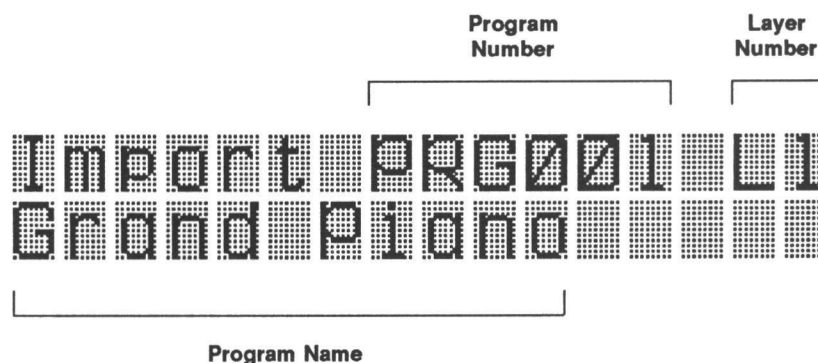 Program Number
Layer Number
Import PRG001 L1
Grand Piano
Program Name